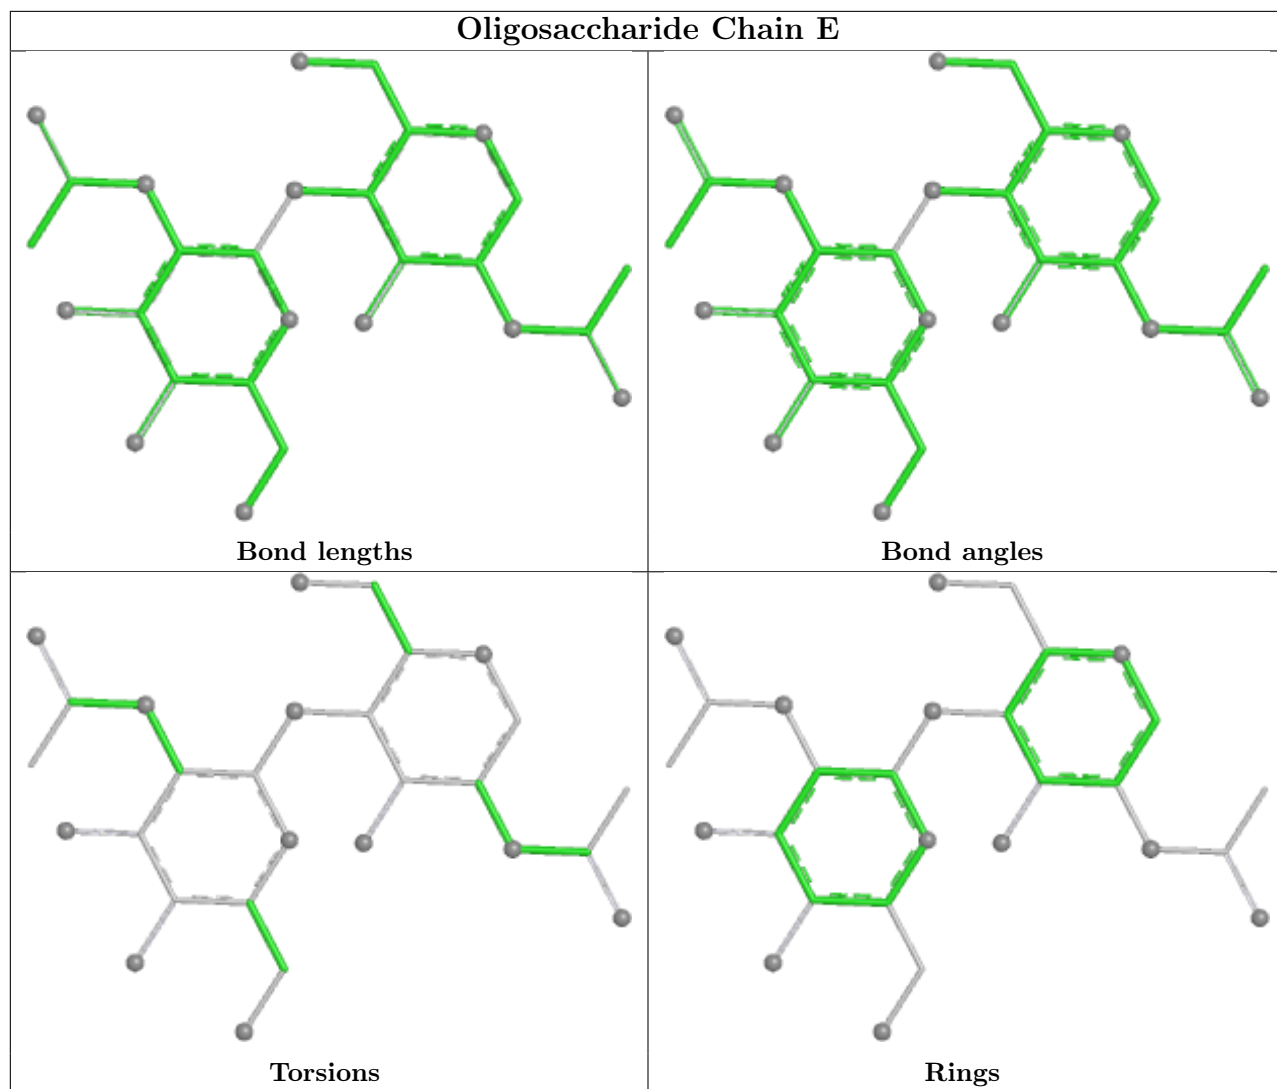 Oligosaccharide Chain E
Bond lengths
Bond angles
Torsions
Rings